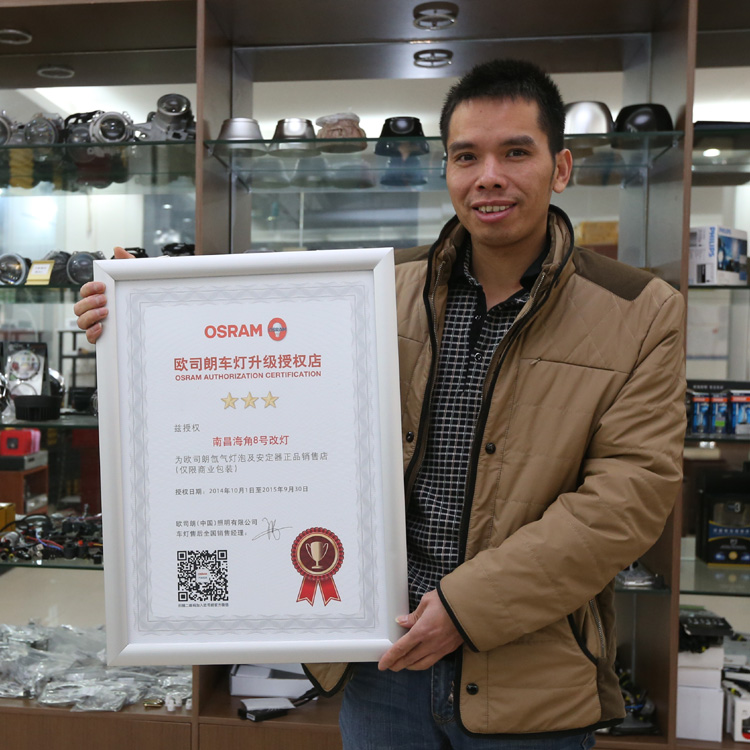 OSRAM
欧司朗车灯升级授权店
OSRAM AUTHORIZATION CERTIFICATION
兹授权
南昌海角8号改灯
为欧司朗氙气灯泡及安定器正品销售店
(仅限商业包装)
授权日期：2014年10月1日至2015年9月30日
欧司朗(中国)照明有限公司
车灯售后全国销售经理：
PHILIPS